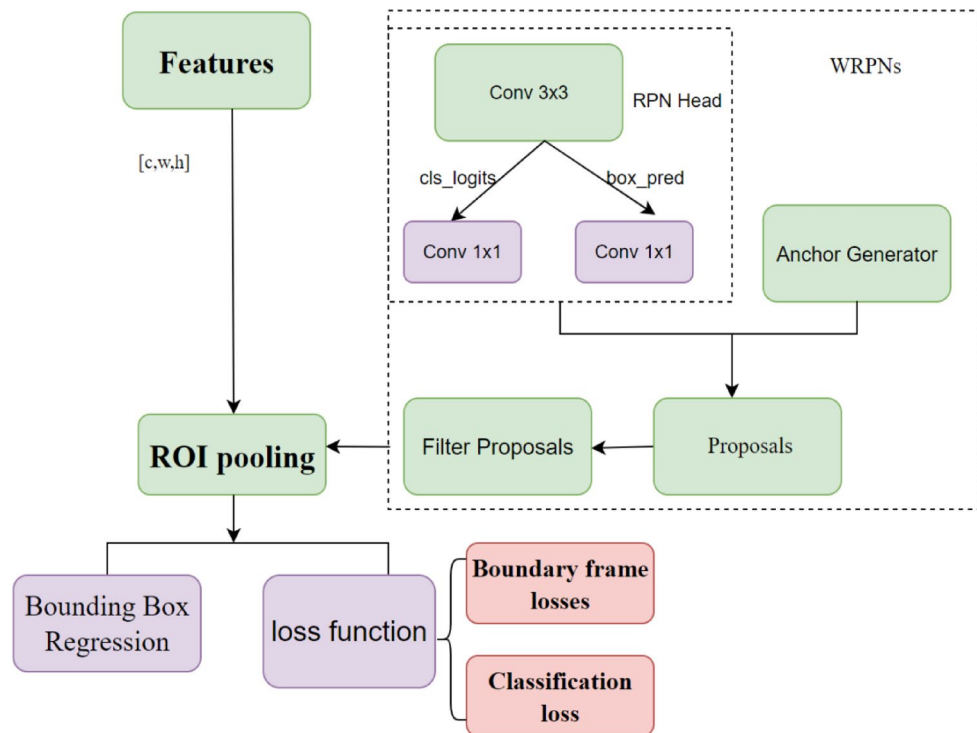 Features
WRPNs
Conv 3x3
RPN Head
[c,w,h]
cls_logits
box_pred
Conv 1x1
Conv 1x1
Anchor Generator
ROI pooling
Filter Proposals
Proposals
Bounding Box
Regression
loss function
Boundary frame
losses
Classification
loss